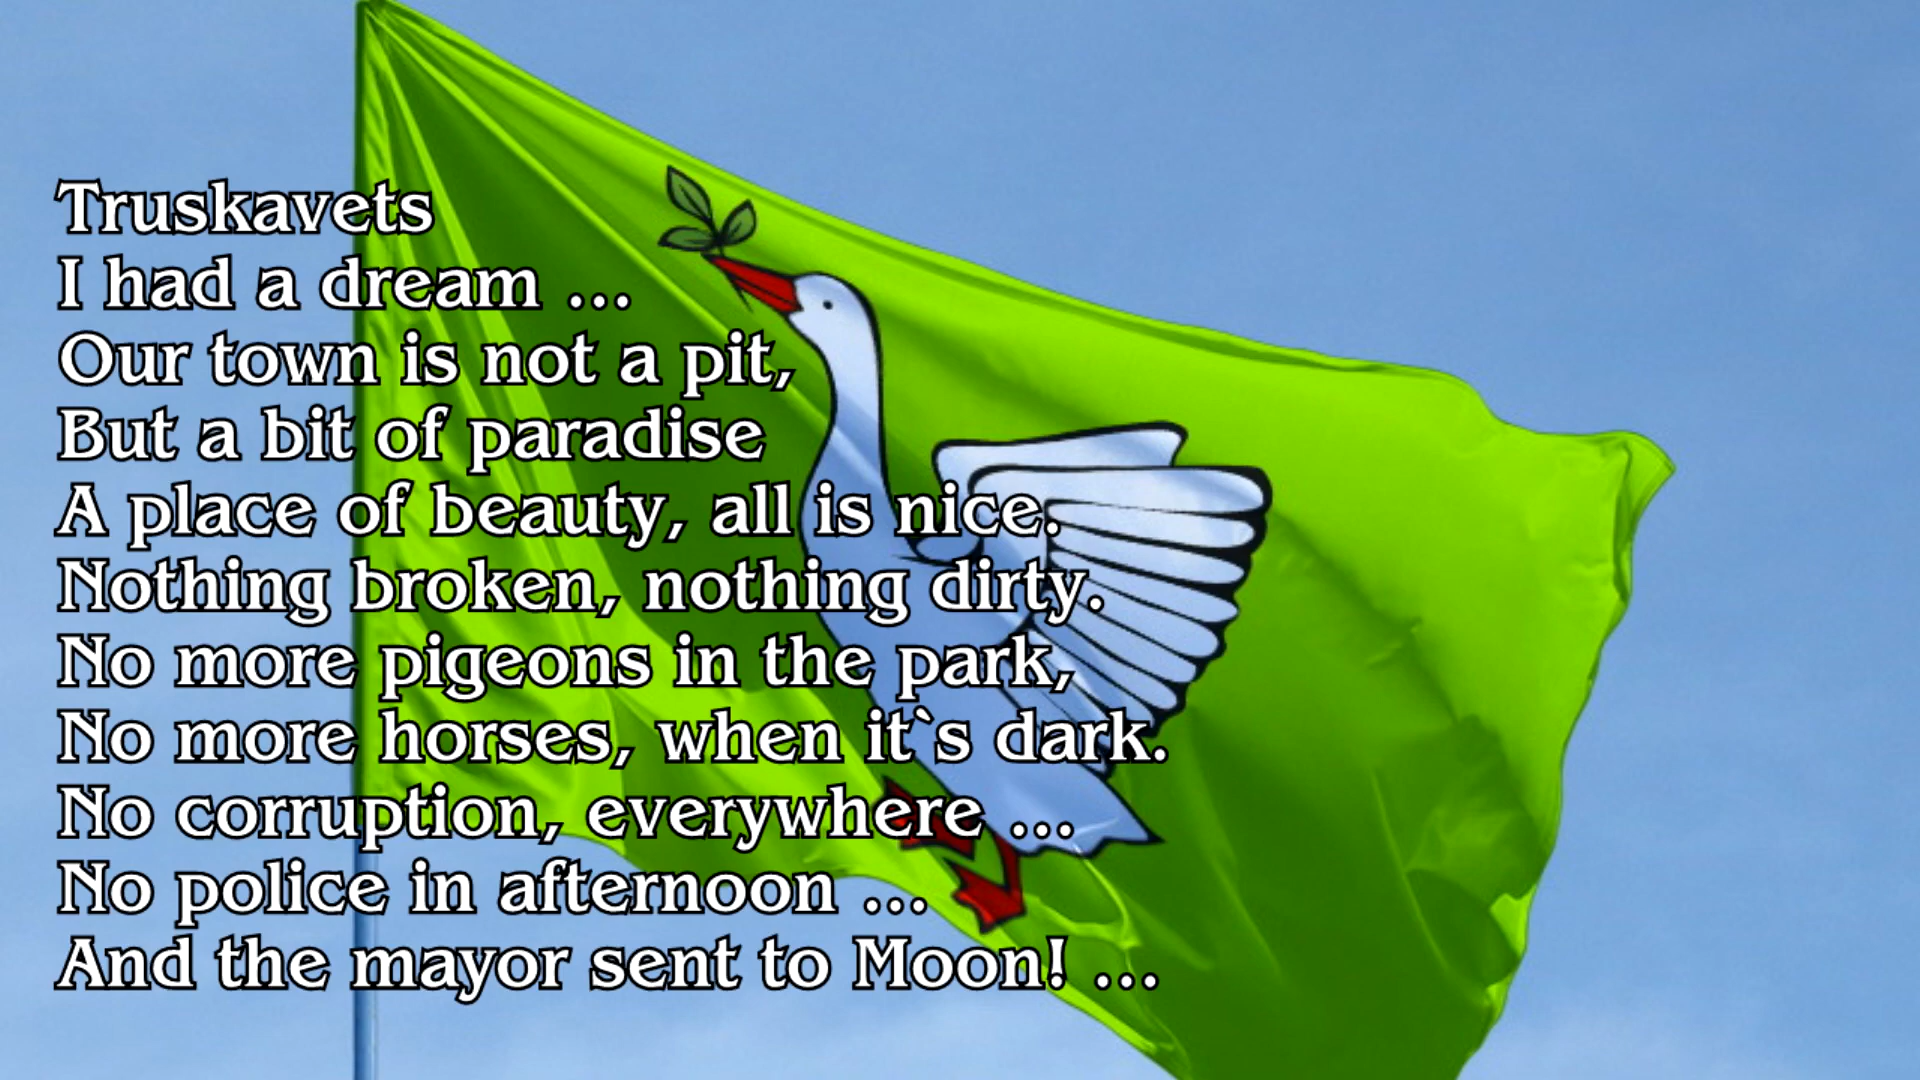 Truskavets
I had a dream ...
Our town is not a pit,
But a bit of paradise
A place of beauty, all is nice.
Nothing broken, nothing dirty.
No more pigeons in the park,
No more horses, when it`s dark.
No corruption, everywhere ...
No police in afternoon ...
And the mayor sent to Moon! ...